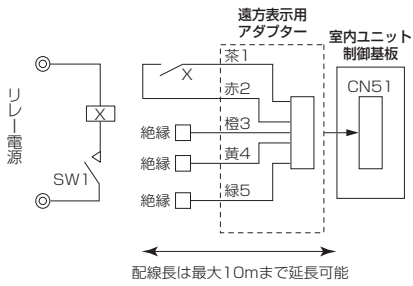 遠方表示用
アダプター
室内ユニット
制御基板
リレー電源
X
SW1
X
茶1
赤2
絶縁
橙3
絶縁
黄4
絶縁
緑5
CN51
配線長は最大10mまで延長可能